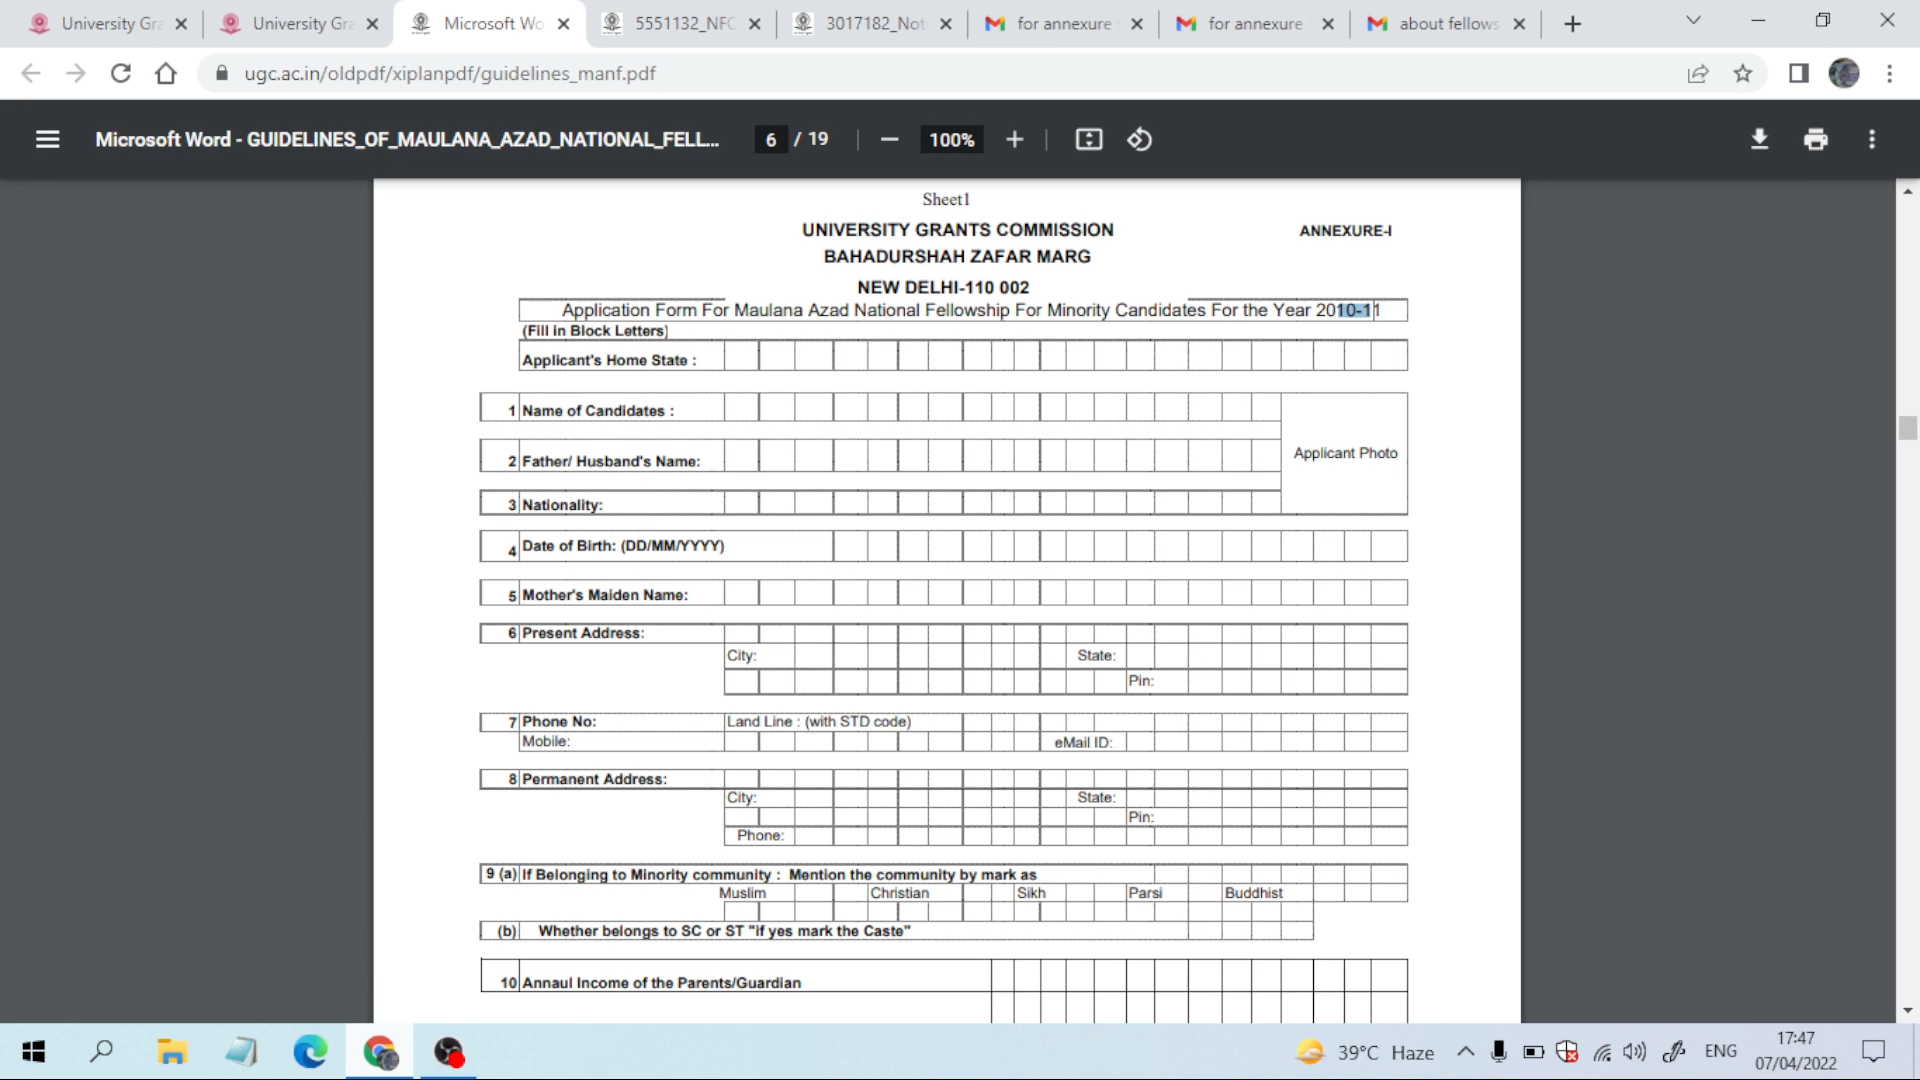 University Gra
University Gra
Microsoft Wo
5551132_NFC
3017182_Not
for annexure
for annexure
about fellows
ugc.ac.in/oldpdf/xiplanpdf/guidelines_manf.pdf
Microsoft Word - GUIDELINES_OF_MAULANA_AZAD_NATIONAL_FELL...
6 / 19
100%
Sheet1
UNIVERSITY GRANTS COMMISSION
ANNEXURE-I
BAHADURSHAH ZAFAR MARG
NEW DELHI-110 002
Application Form For Maulana Azad National Fellowship For Minority Candidates For the Year 2010-11
(Fill in Block Letters)
Applicant's Home State :
1 Name of Candidates :
Applicant Photo
2 Father/ Husband's Name:
3 Nationality:
4 Date of Birth: (DD/MM/YYYY)
5 Mother's Maiden Name:
6 Present Address:
City: State:
Pin:
7 Phone No: Land Line : (with STD code)
Mobile: eMail ID:
8 Permanent Address:
City: State:
Pin:
Phone:
9 (a) If Belonging to Minority community : Mention the community by mark as
Muslim Christian Sikh Parsi Buddhist
(b) Whether belongs to SC or ST "if yes mark the Caste"
10 Annaul Income of the Parents/Guardian
39°C Haze
ENG
17:47
07/04/2022